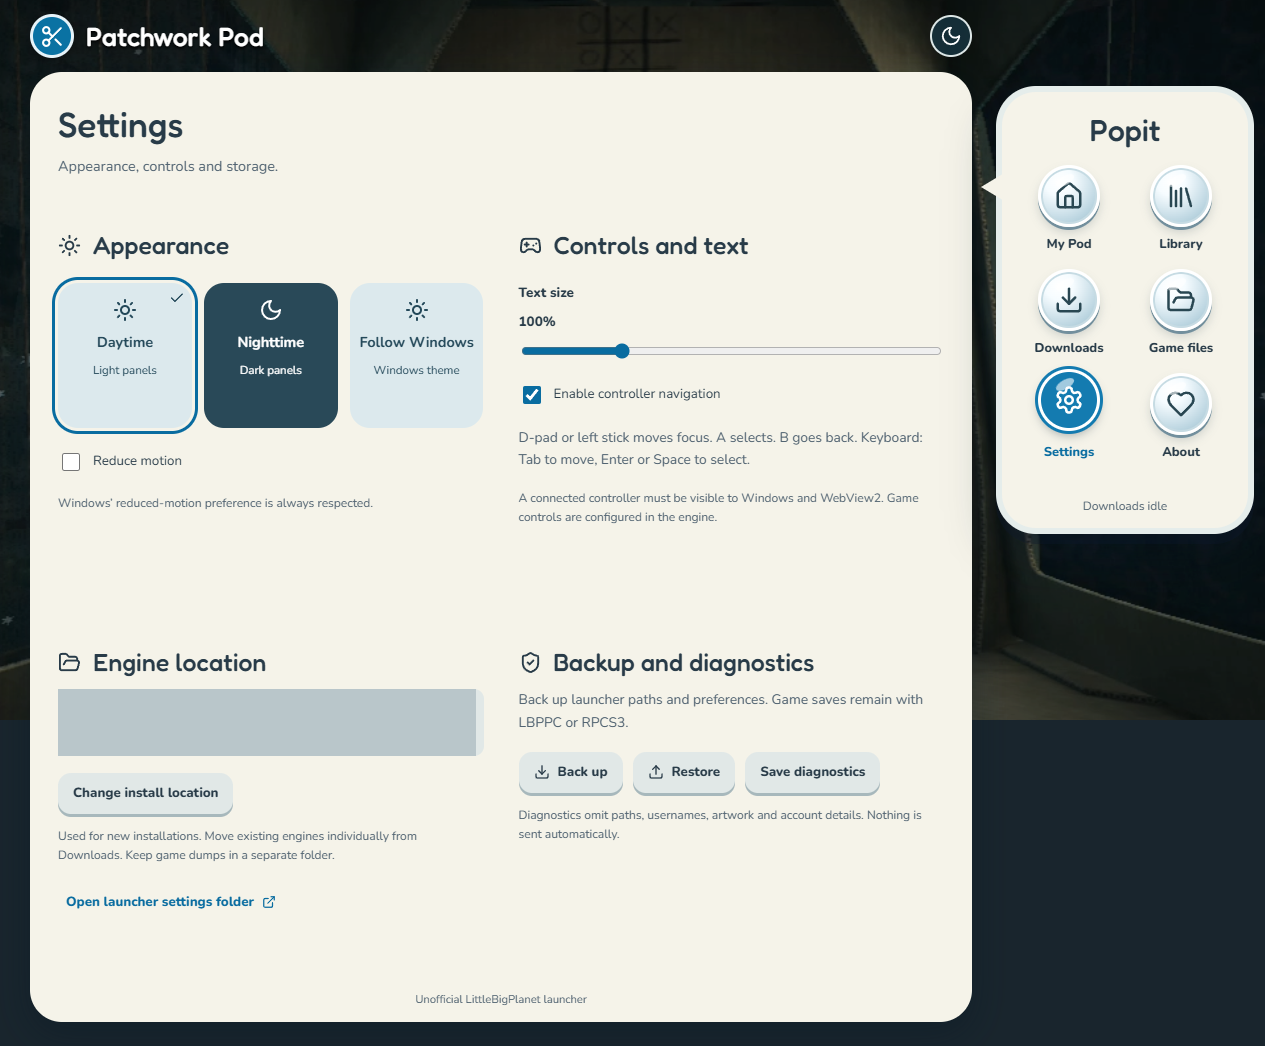 Patchwork Pod
Settings
Appearance, controls and storage.
Appearance
Daytime
Light panels
Nighttime
Dark panels
Follow Windows
Windows theme
Reduce motion
Windows’ reduced-motion preference is always respected.
Controls and text
Text size
100%
Enable controller navigation
D-pad or left stick moves focus. A selects. B goes back. Keyboard:
Tab to move, Enter or Space to select.
A connected controller must be visible to Windows and WebView2. Game
controls are configured in the engine.
Engine location
Change install location
Used for new installations. Move existing engines individually from
Downloads. Keep game dumps in a separate folder.
Open launcher settings folder
Backup and diagnostics
Back up launcher paths and preferences. Game saves remain with
LBPPC or RPCS3.
Back up
Restore
Save diagnostics
Diagnostics omit paths, usernames, artwork and account details. Nothing is
sent automatically.
Unofficial LittleBigPlanet launcher
Popit
My Pod
Library
Downloads
Game files
Settings
About
Downloads idle